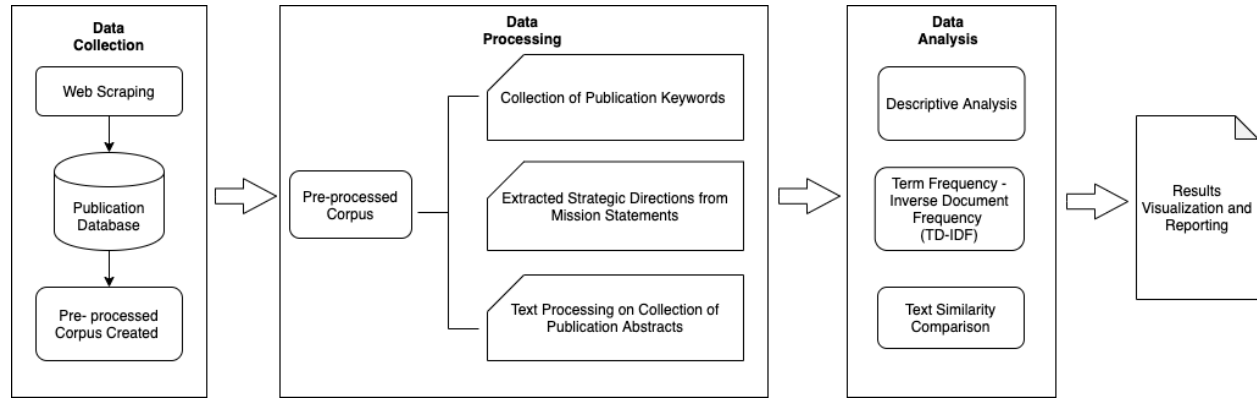 Data
Collection
Web Scraping
Publication
Database
Pre- processed
Corpus Created
Data
Processing
Pre-processed
Corpus
Collection of Publication Keywords
Extracted Strategic Directions from
Mission Statements
Text Processing on Collection of
Publication Abstracts
Data
Analysis
Descriptive Analysis
Term Frequency -
Inverse Document
Frequency
(TD-IDF)
Text Similarity
Comparison
Results
Visualization and
Reporting